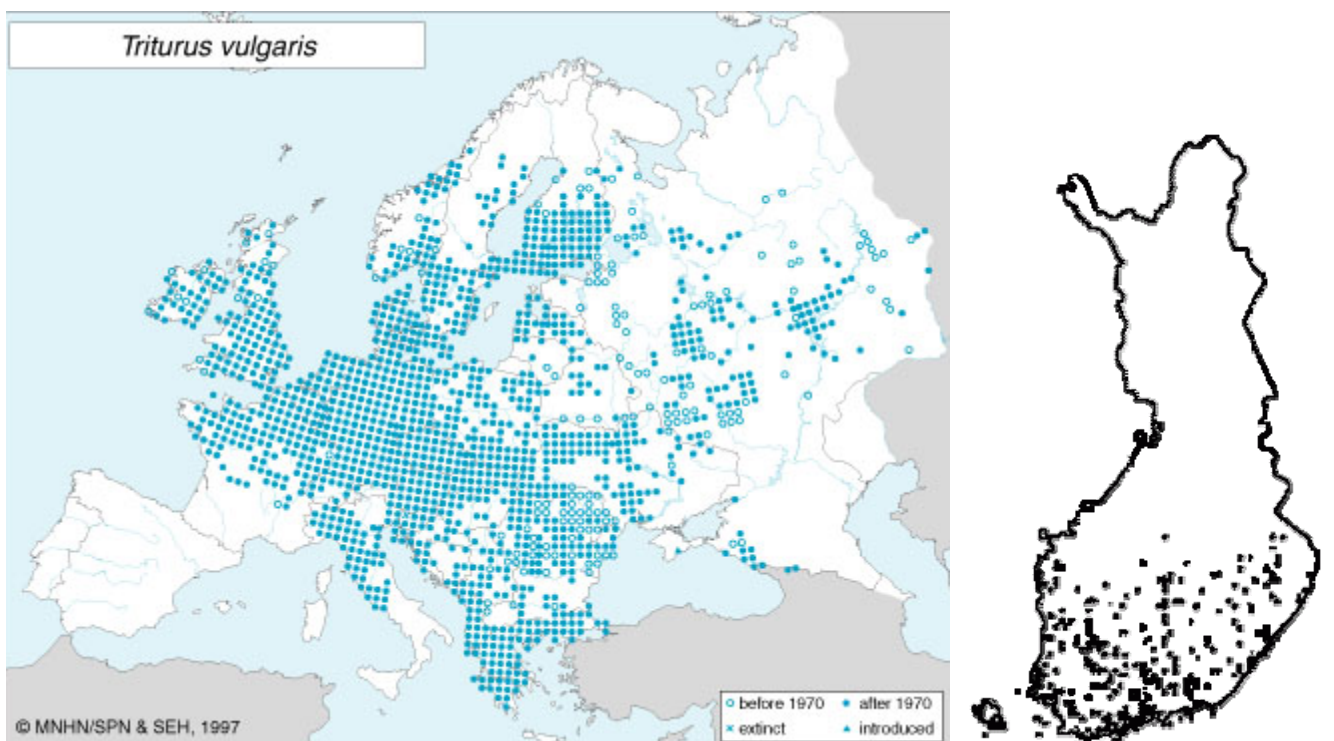 Triturus vulgaris
before 1970 after 1970
extinct introduced
© MNHN/SPN & SEH, 1997